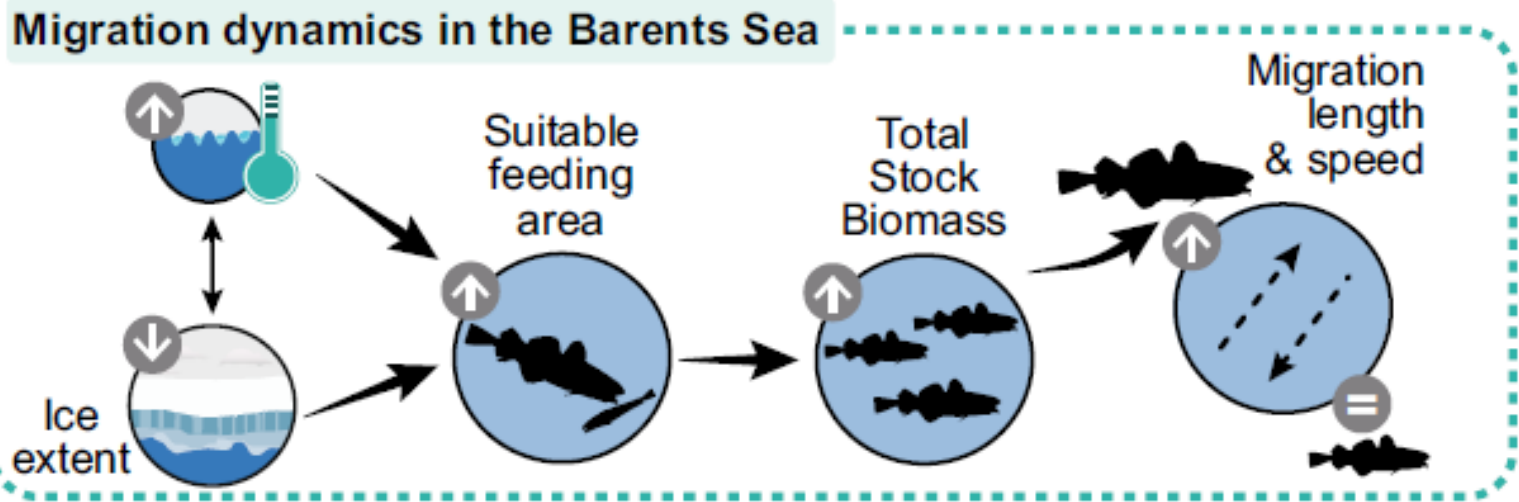 Migration dynamics in the Barents Sea
Suitable
feeding
area
Total
Stock
Biomass
Migration
length
& speed
Ice
extent
=